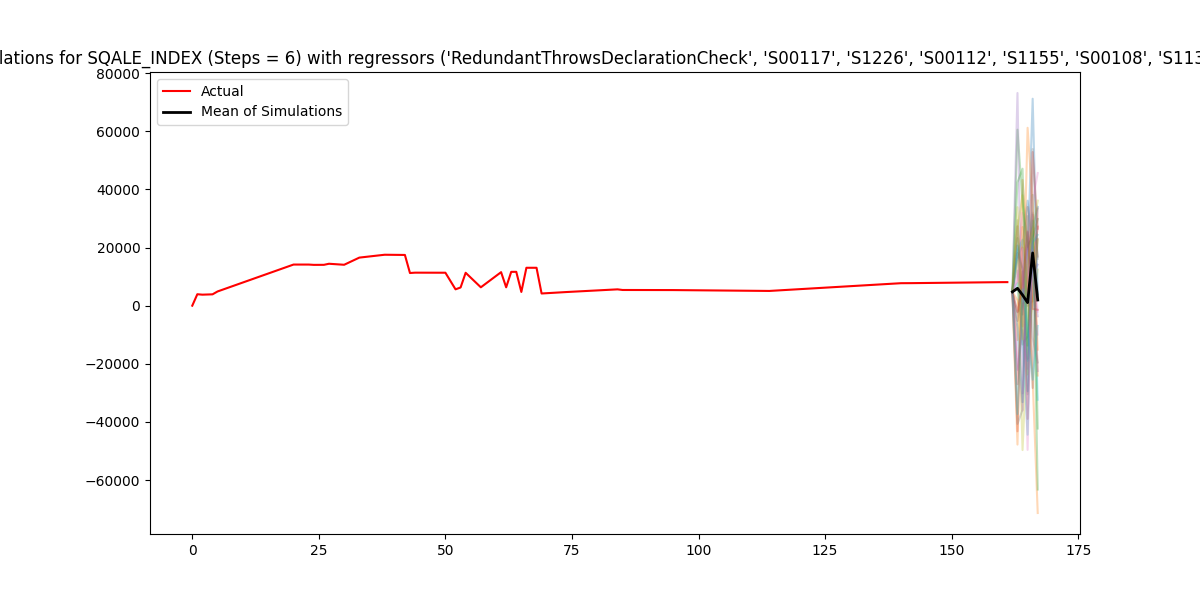 lations for SQALE_INDEX (Steps = 6) with regressors ('RedundantThrowsDeclarationCheck', 'S00117', 'S1226', 'S00112', 'S1155', 'S00108', 'S113
Actual
Mean of Simulations
80000
60000
40000
20000
0
−20000
−40000
−60000
0 25 50 75 100 125 150 175